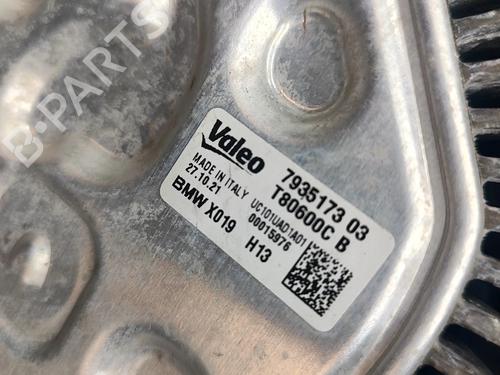 B-PARTS
Valeo
7935173 03
T80600C B
MADE IN ITALY UC101UAD1A01
27.10.21 00015976
BMW X019 H13